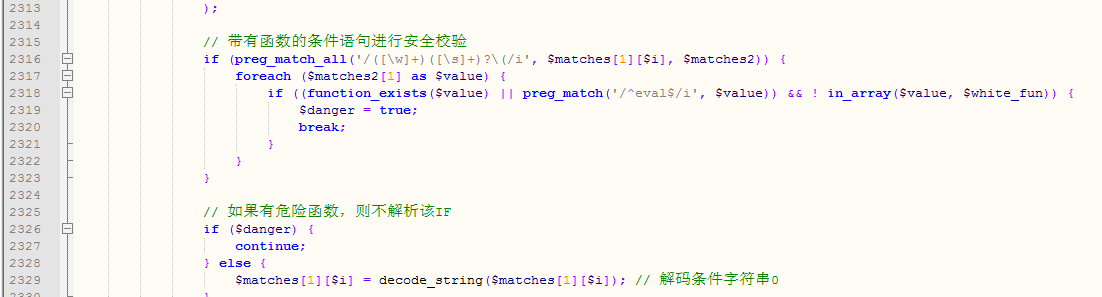 2313 );
2314
2315 // 带有函数的条件语句进行安全校验
2316 if (preg_match_all('/([\w]+)([\s]+)?\(/i', $matches[1][$i], $matches2)) {
2317 foreach ($matches2[1] as $value) {
2318 if ((function_exists($value) || preg_match('/^eval$/i', $value)) && ! in_array($value, $white_fun)) {
2319 $danger = true;
2320 break;
2321 }
2322 }
2323 }
2324
2325 // 如果有危险函数，则不解析该IF
2326 if ($danger) {
2327 continue;
2328 } else {
2329 $matches[1][$i] = decode_string($matches[1][$i]); // 解码条件字符串0
2330 }